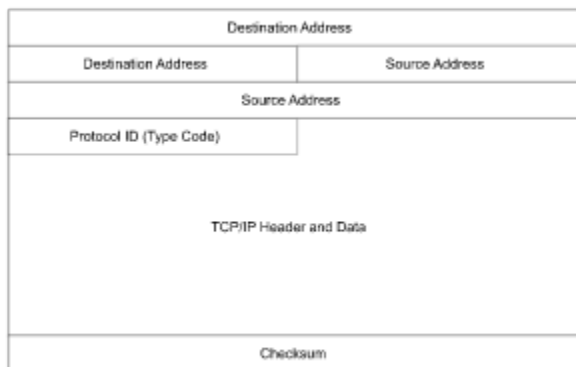 Destination Address
Destination Address
Source Address
Source Address
Protocol ID (Type Code)
TCP/IP Header and Data
Checksum